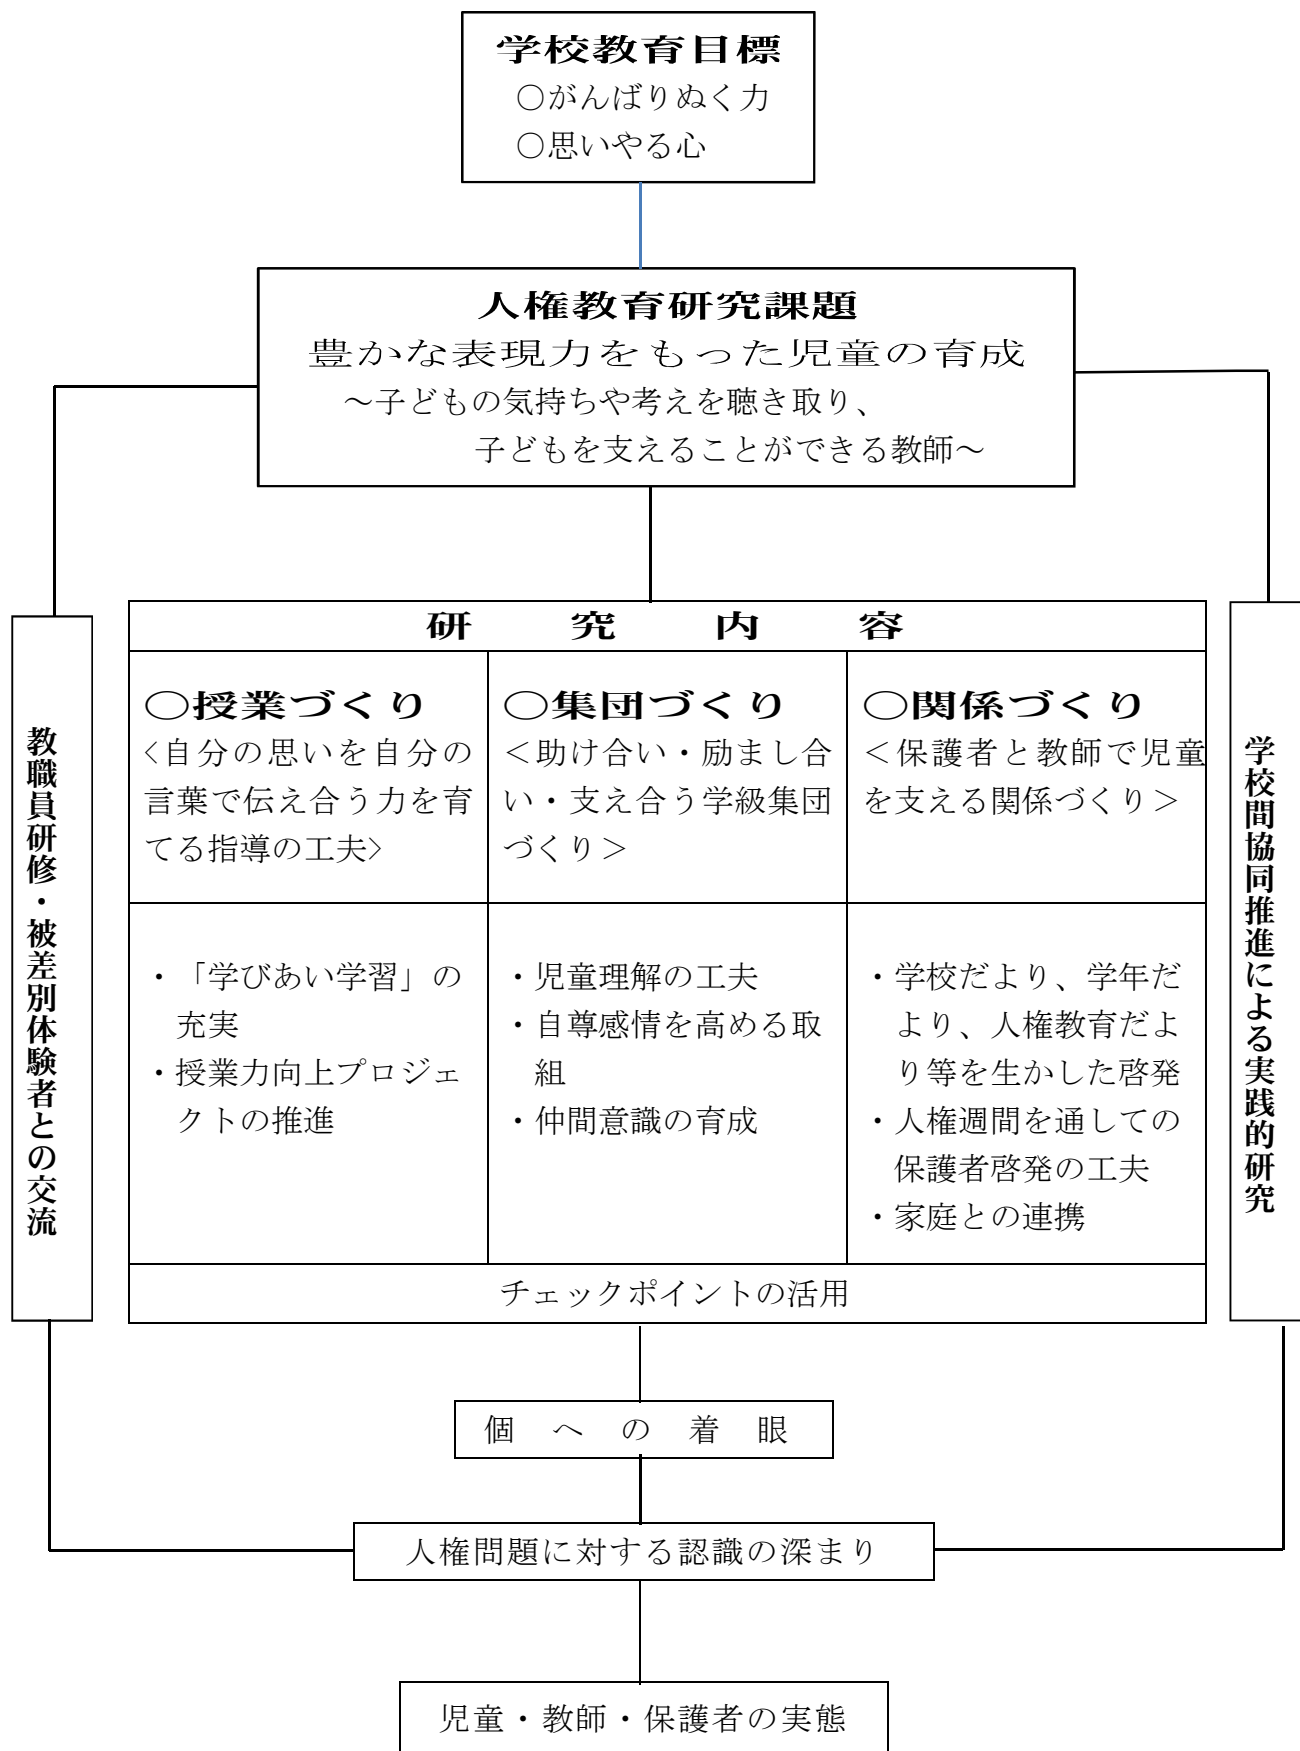 学校教育目標
○がんばりぬく力
○思いやる心
人権教育研究課題
豊かな表現力をもった児童の育成
～子どもの気持ちや考えを聴き取り、
子どもを支えることができる教師～
教職員研修・被差別体験者との交流
研究内容
○授業づくり
<自分の思いを自分の
言葉で伝え合う力を育
てる指導の工夫>
○集団づくり
＜助け合い・励まし合
い・支え合う学級集団
づくり＞
○関係づくり
＜保護者と教師で児童
を支える関係づくり＞
・「学びあい学習」の
充実
・授業力向上プロジェ
クトの推進
・児童理解の工夫
・自尊感情を高める取
組
・仲間意識の育成
・学校だより、学年だ
より、人権教育だよ
り等を生かした啓発
・人権週間を通しての
保護者啓発の工夫
・家庭との連携
チェックポイントの活用
学校間協同推進による実践的研究
個への着眼
人権問題に対する認識の深まり
児童・教師・保護者の実態